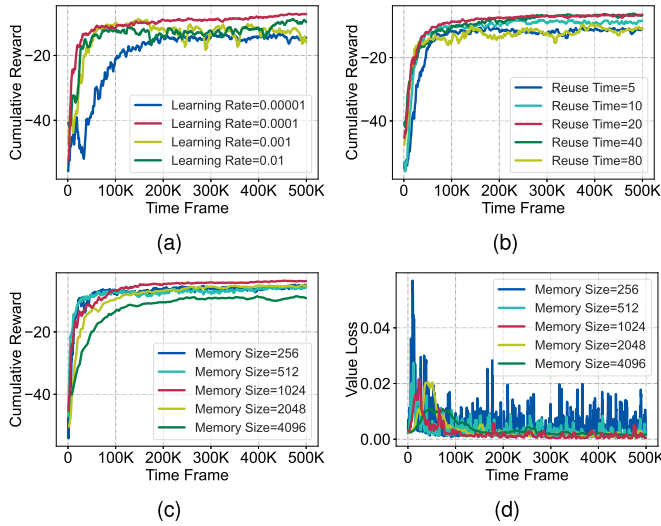 Cumulative Reward
−20
−40
Learning Rate=0.00001
Learning Rate=0.0001
Learning Rate=0.001
Learning Rate=0.01
0 100K 200K 300K 400K 500K
Time Frame
(a)
Cumulative Reward
−20
−40
Reuse Time=5
Reuse Time=10
Reuse Time=20
Reuse Time=40
Reuse Time=80
0 100K 200K 300K 400K 500K
Time Frame
(b)
Cumulative Reward
−20
−40
Memory Size=256
Memory Size=512
Memory Size=1024
Memory Size=2048
Memory Size=4096
0 100K 200K 300K 400K 500K
Time Frame
(c)
Value Loss
0.04
0.02
0.00
Memory Size=256
Memory Size=512
Memory Size=1024
Memory Size=2048
Memory Size=4096
0 100K 200K 300K 400K 500K
Time Frame
(d)